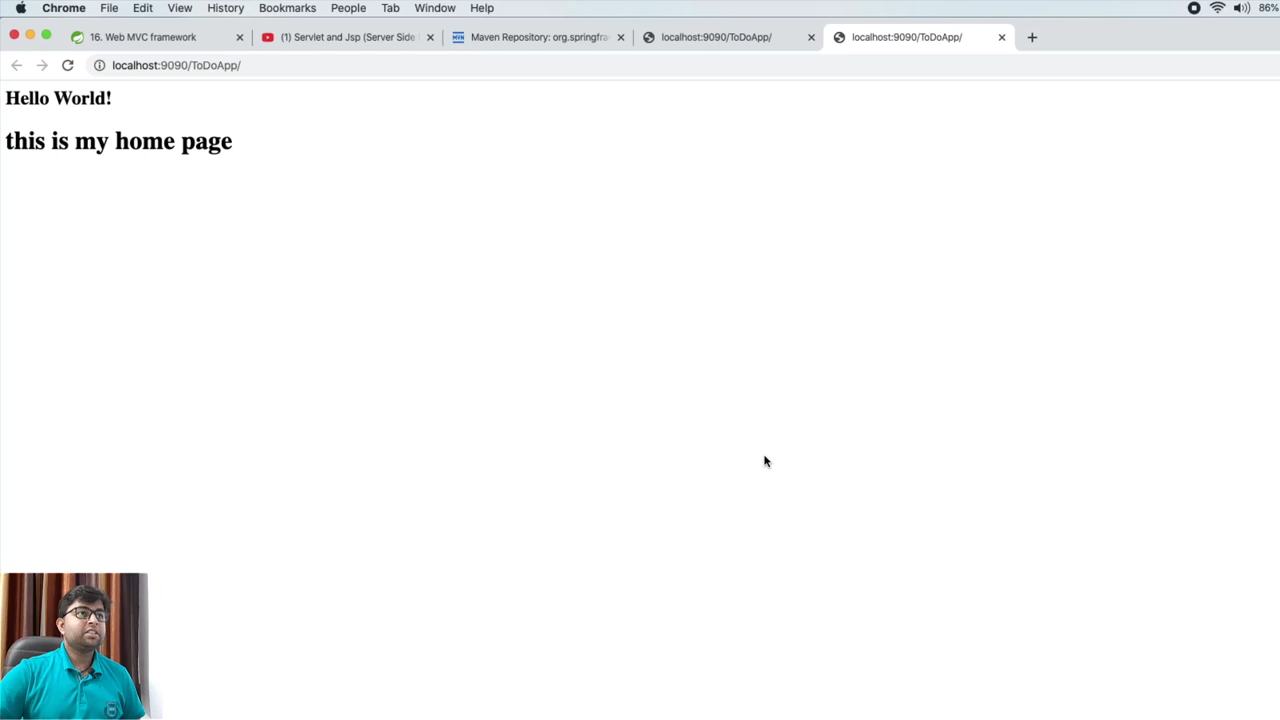 Chrome File Edit View History Bookmarks People Tab Window Help 86%
16. Web MVC framework (1) Servlet and Jsp (Server Side Maven Repository: org.springfra localhost:9090/ToDoApp/ localhost:9090/ToDoApp/
localhost:9090/ToDoApp/
Hello World!
this is my home page